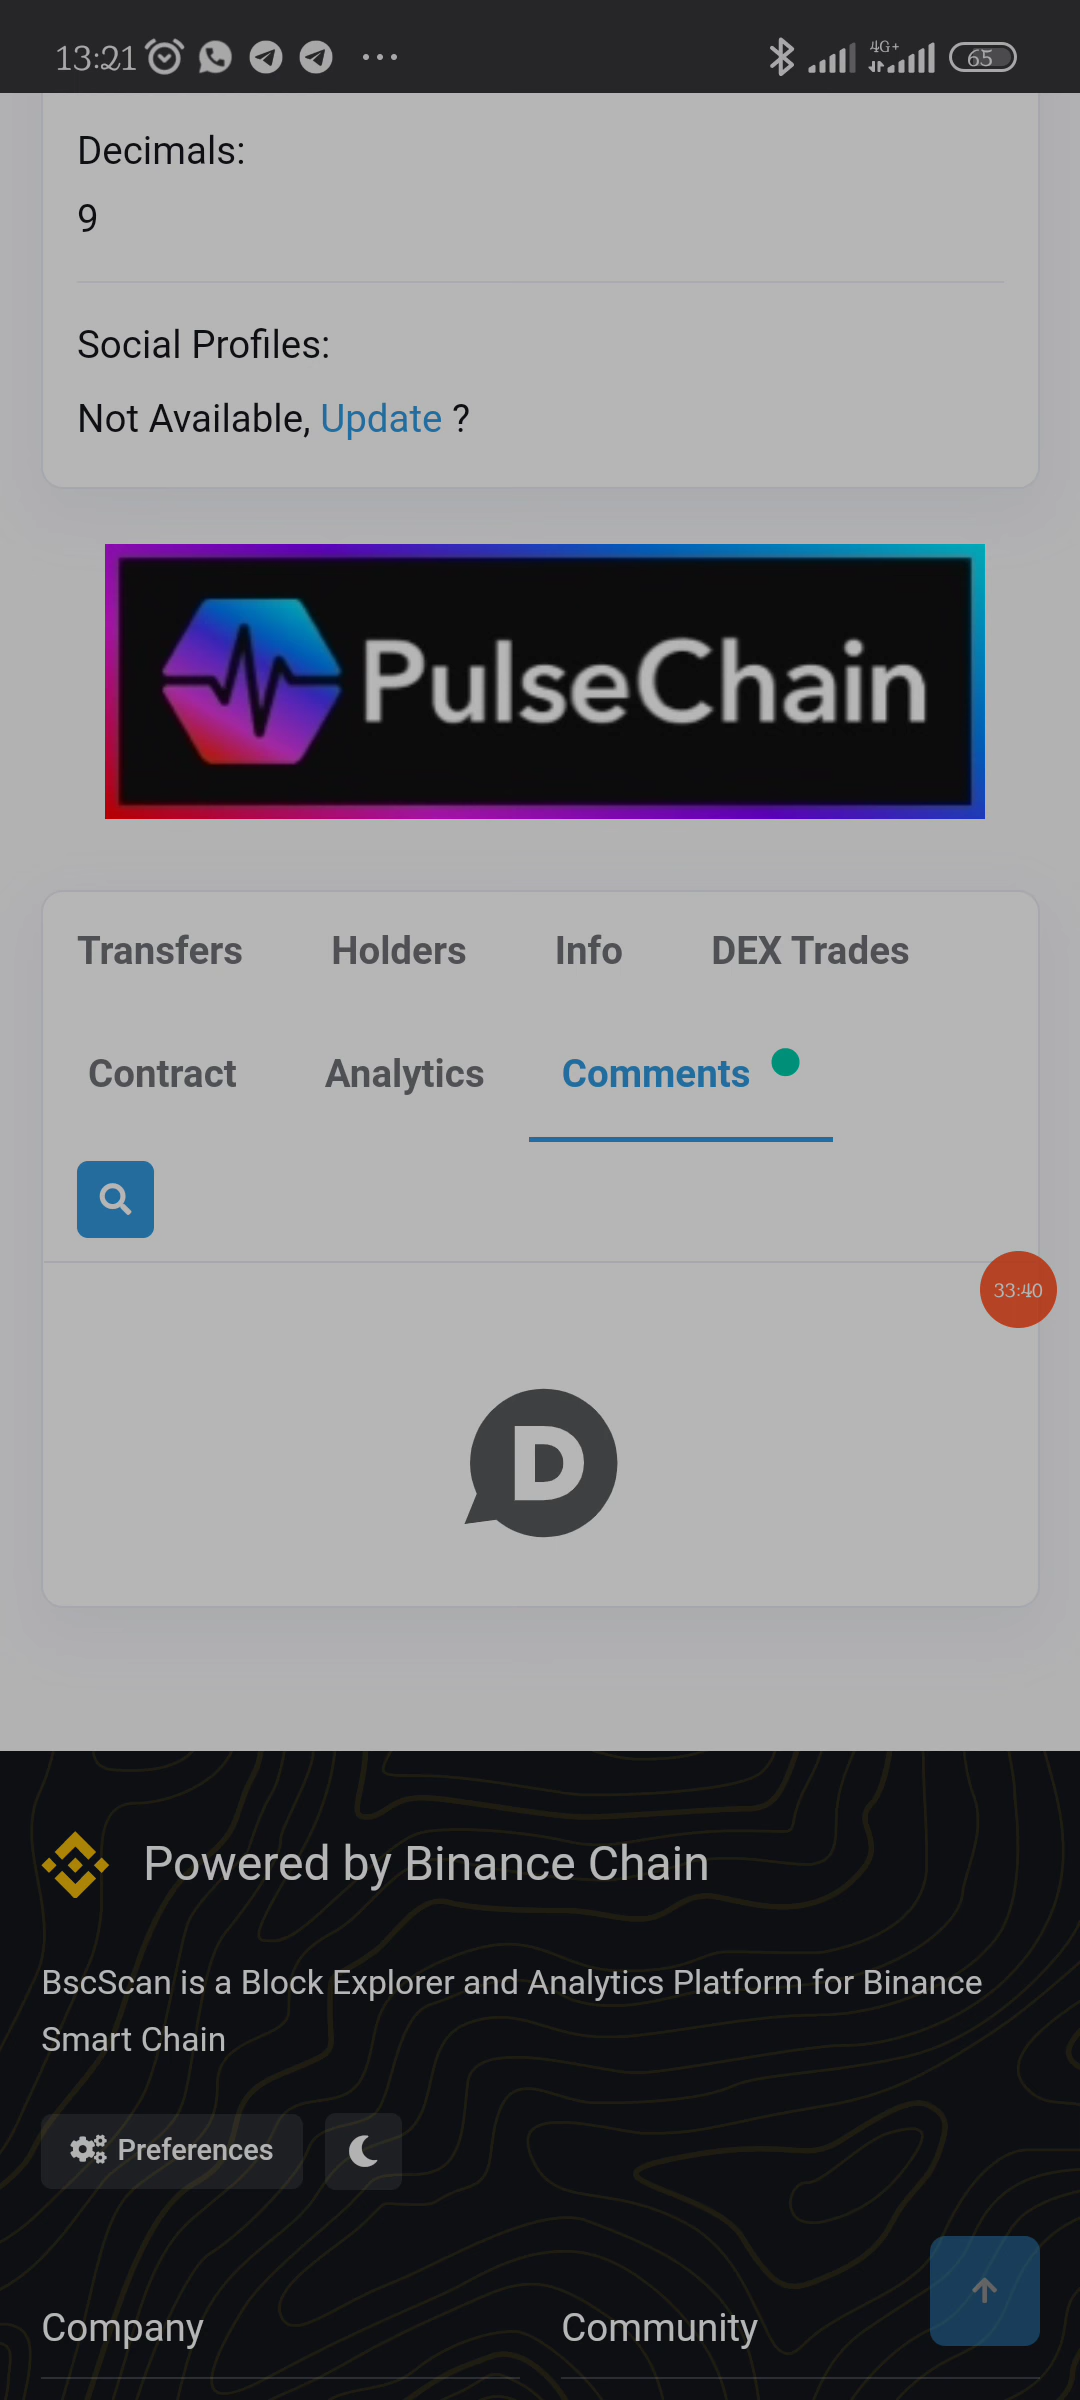 13:21 4G+ 65
Decimals:
9
Social Profiles:
Not Available, Update ?
PulseChain
Transfers Holders Info DEX Trades
Contract Analytics Comments
33:40
D
Powered by Binance Chain
BscScan is a Block Explorer and Analytics Platform for Binance
Smart Chain
Preferences
Company Community